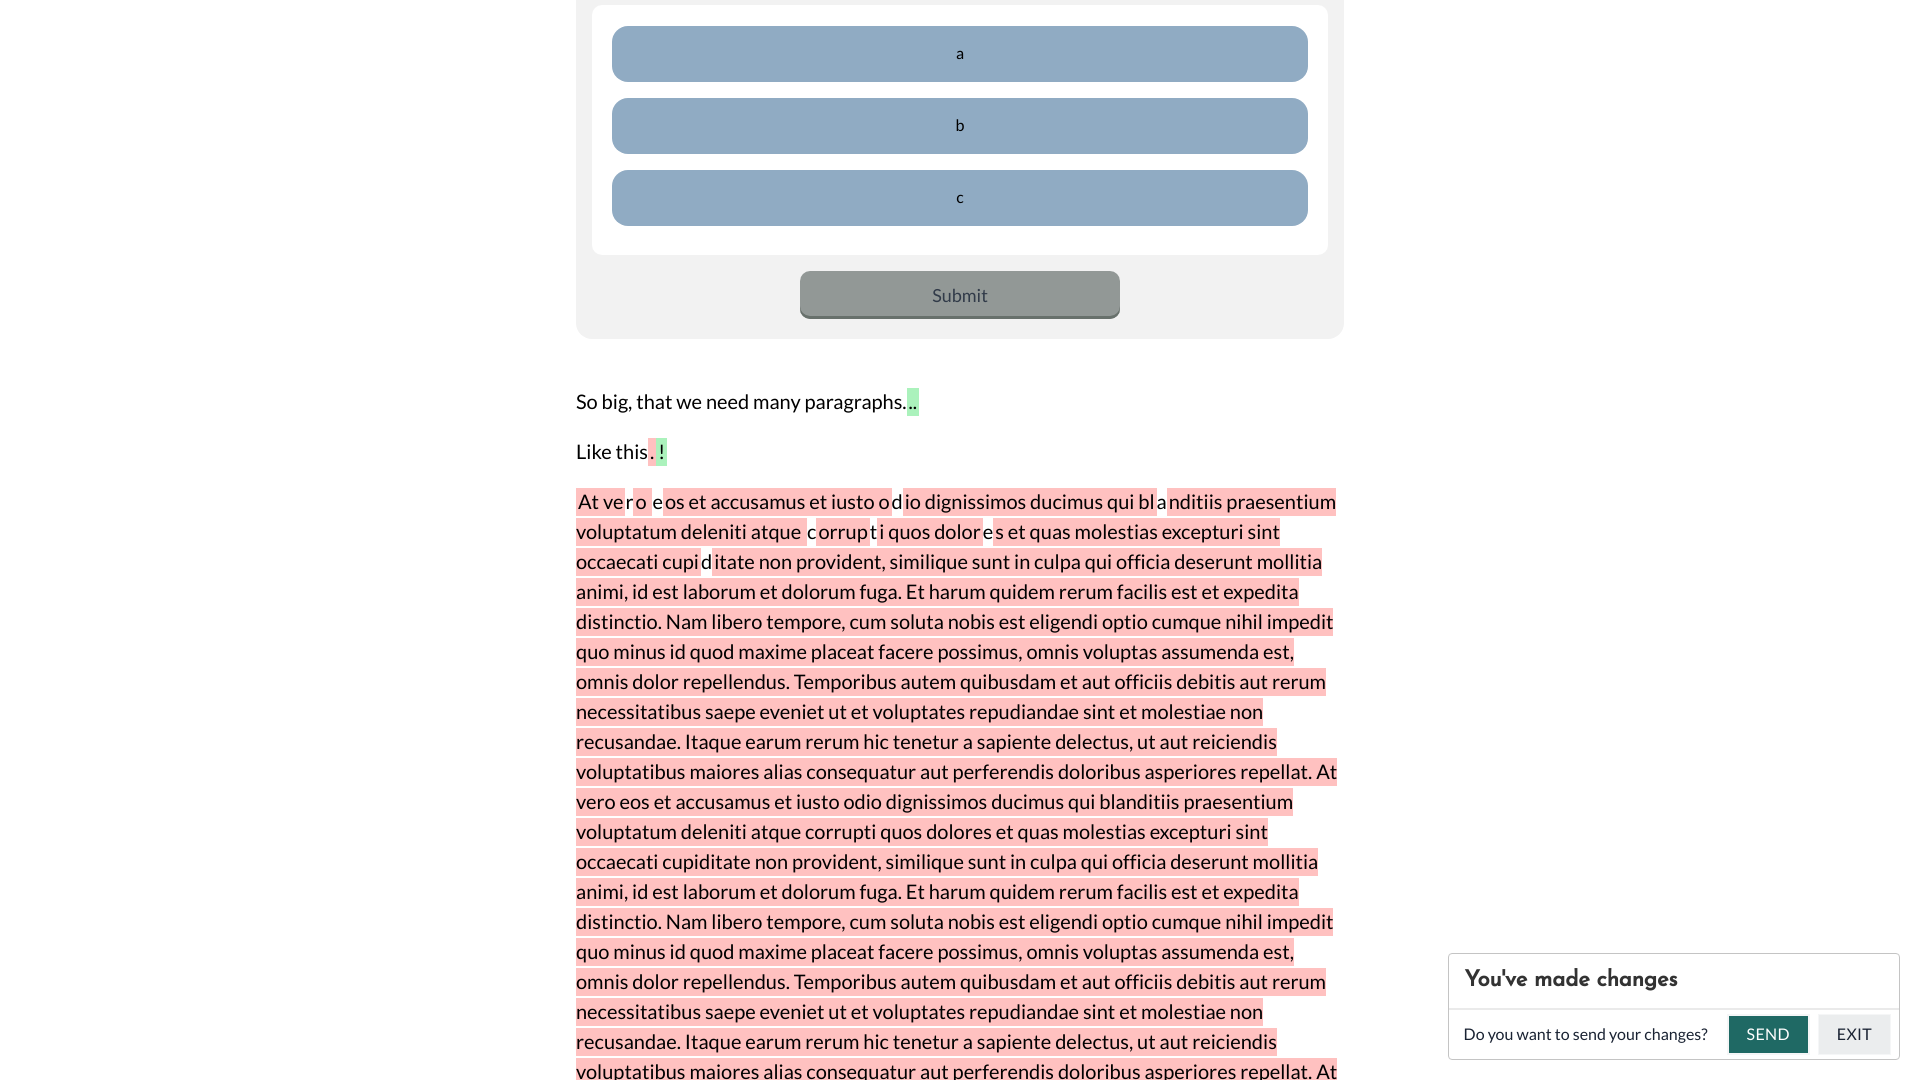 a
b
c
Submit
So big, that we need many paragraphs...
Like this.!
At vero eos et accusamus et iusto odio dignissimos ducimus qui blanditiis praesentium
voluptatum deleniti atque corrupti quos dolores et quas molestias excepturi sint
occaecati cupiditate non provident, similique sunt in culpa qui officia deserunt mollitia
animi, id est laborum et dolorum fuga. Et harum quidem rerum facilis est et expedita
distinctio. Nam libero tempore, cum soluta nobis est eligendi optio cumque nihil impedit
quo minus id quod maxime placeat facere possimus, omnis voluptas assumenda est,
omnis dolor repellendus. Temporibus autem quibusdam et aut officiis debitis aut rerum
necessitatibus saepe eveniet ut et voluptates repudiandae sint et molestiae non
recusandae. Itaque earum rerum hic tenetur a sapiente delectus, ut aut reiciendis
voluptatibus maiores alias consequatur aut perferendis doloribus asperiores repellat. At
vero eos et accusamus et iusto odio dignissimos ducimus qui blanditiis praesentium
voluptatum deleniti atque corrupti quos dolores et quas molestias excepturi sint
occaecati cupiditate non provident, similique sunt in culpa qui officia deserunt mollitia
animi, id est laborum et dolorum fuga. Et harum quidem rerum facilis est et expedita
distinctio. Nam libero tempore, cum soluta nobis est eligendi optio cumque nihil impedit
quo minus id quod maxime placeat facere possimus, omnis voluptas assumenda est,
omnis dolor repellendus. Temporibus autem quibusdam et aut officiis debitis aut rerum
necessitatibus saepe eveniet ut et voluptates repudiandae sint et molestiae non
recusandae. Itaque earum rerum hic tenetur a sapiente delectus, ut aut reiciendis
voluptatibus maiores alias consequatur aut perferendis doloribus asperiores repellat. At
You've made changes
Do you want to send your changes? SEND EXIT